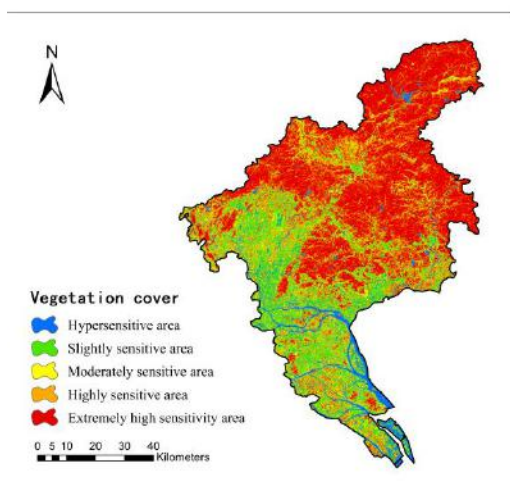 N
Vegetation cover
Hypersensitive area
Slightly sensitive area
Moderately sensitive area
Highly sensitive area
Extremely high sensitivity area
0 5 10 20 30 40
Kilometers